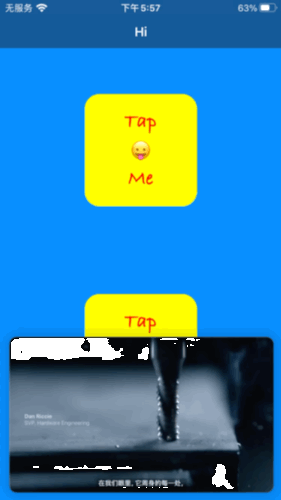 无服务 下午5:57 63%
Hi
Tap
😛
Me
Tap
Dan Riccio
SVP, Hardware Engineering
在我们眼里，它周身的每一处，